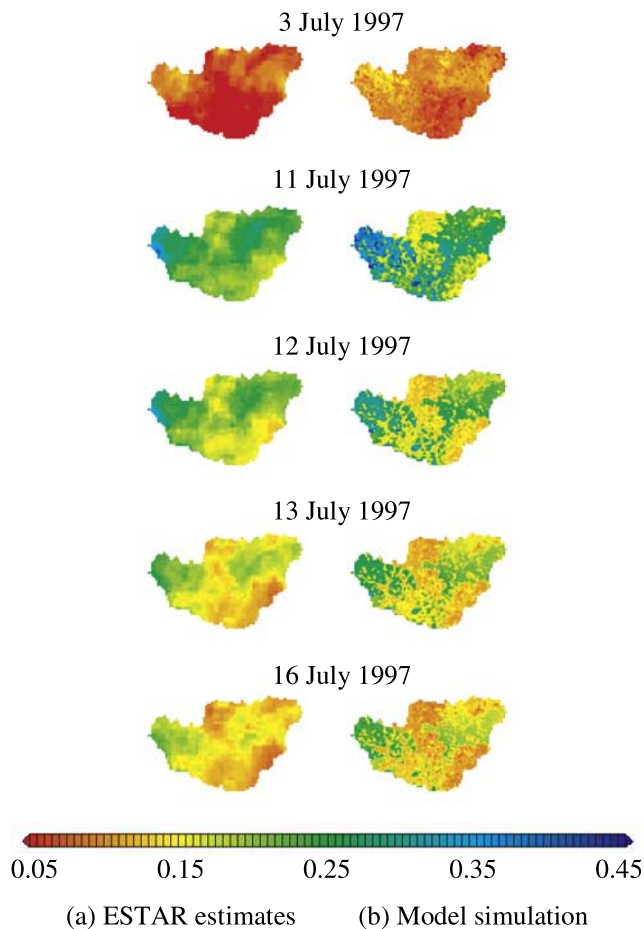 3 July 1997
11 July 1997
12 July 1997
13 July 1997
16 July 1997
0.05 0.15 0.25 0.35 0.45
(a) ESTAR estimates (b) Model simulation